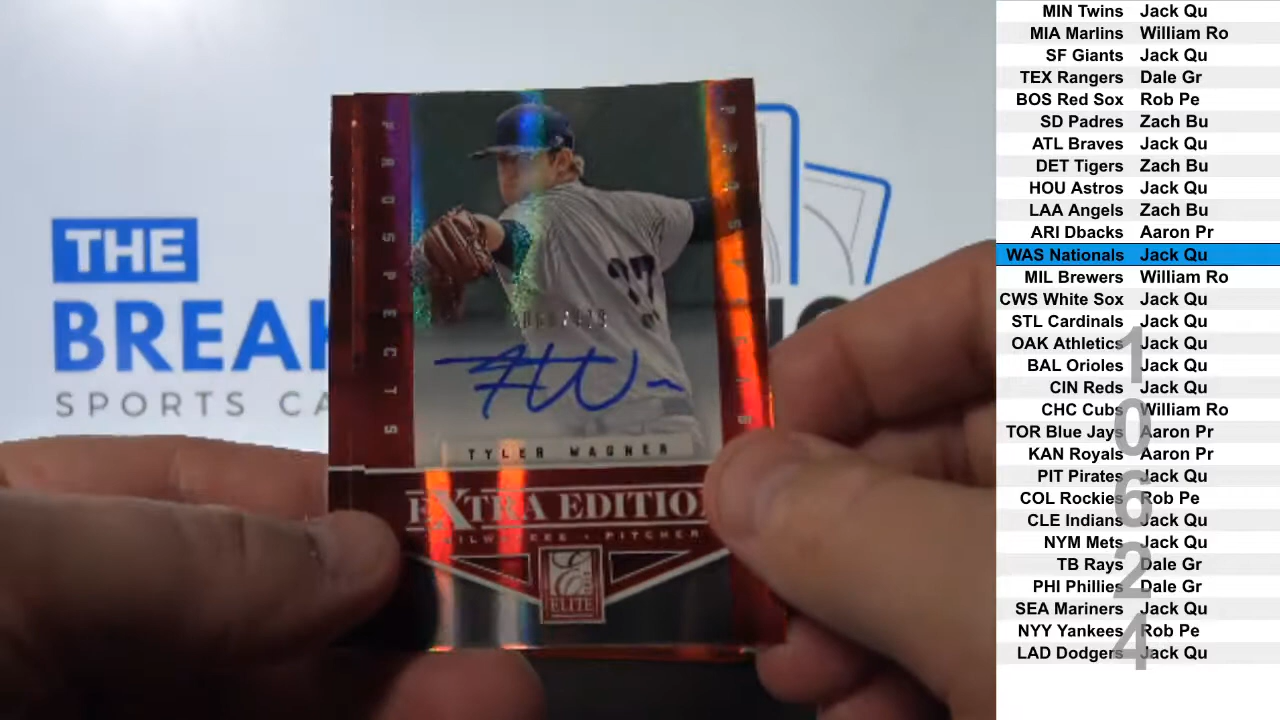 THE
BREAK
SPORTS CA
PROSPECTS
PROSPECTS
37
TYLER WAGNER
EXTRA EDITION
MILWAUKEE • PITCHER
E
ELITE
MIN Twins Jack Qu
MIA Marlins William Ro
SF Giants Jack Qu
TEX Rangers Dale Gr
BOS Red Sox Rob Pe
SD Padres Zach Bu
ATL Braves Jack Qu
DET Tigers Zach Bu
HOU Astros Jack Qu
LAA Angels Zach Bu
ARI Dbacks Aaron Pr
WAS Nationals Jack Qu
MIL Brewers William Ro
CWS White Sox Jack Qu
STL Cardinals Jack Qu
OAK Athletics Jack Qu
BAL Orioles Jack Qu
CIN Reds Jack Qu
CHC Cubs William Ro
TOR Blue Jays Aaron Pr
KAN Royals Aaron Pr
PIT Pirates Jack Qu
COL Rockies Rob Pe
CLE Indians Jack Qu
NYM Mets Jack Qu
TB Rays Dale Gr
PHI Phillies Dale Gr
SEA Mariners Jack Qu
NYY Yankees Rob Pe
LAD Dodgers Jack Qu
10624